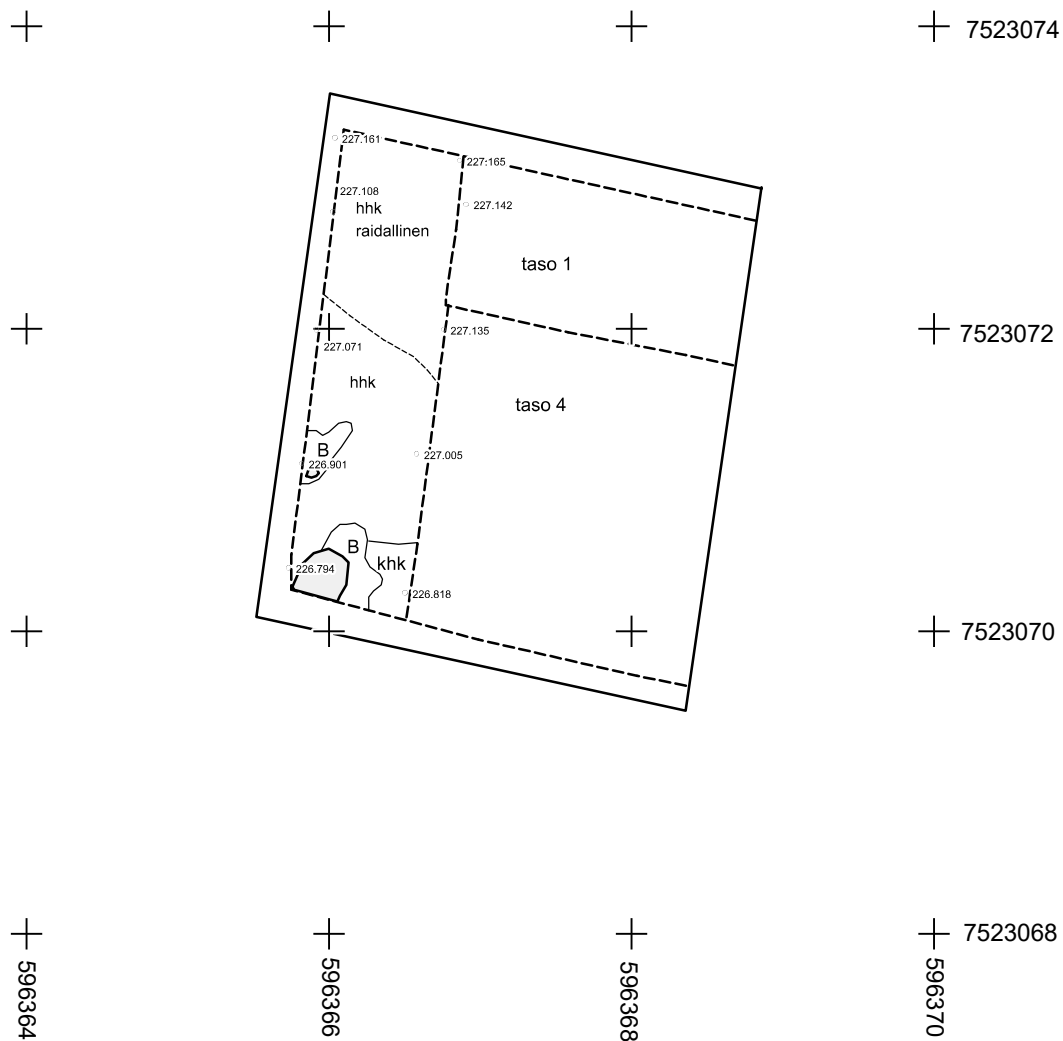 7523074
227.161
227.165
227.108
227.142
hhk
raidallinen
taso 1
227.135
7523072
227.071
hhk
taso 4
B
226.901
227.005
B
khk
226.794
226.818
7523070
7523068
596364
596366
596368
596370